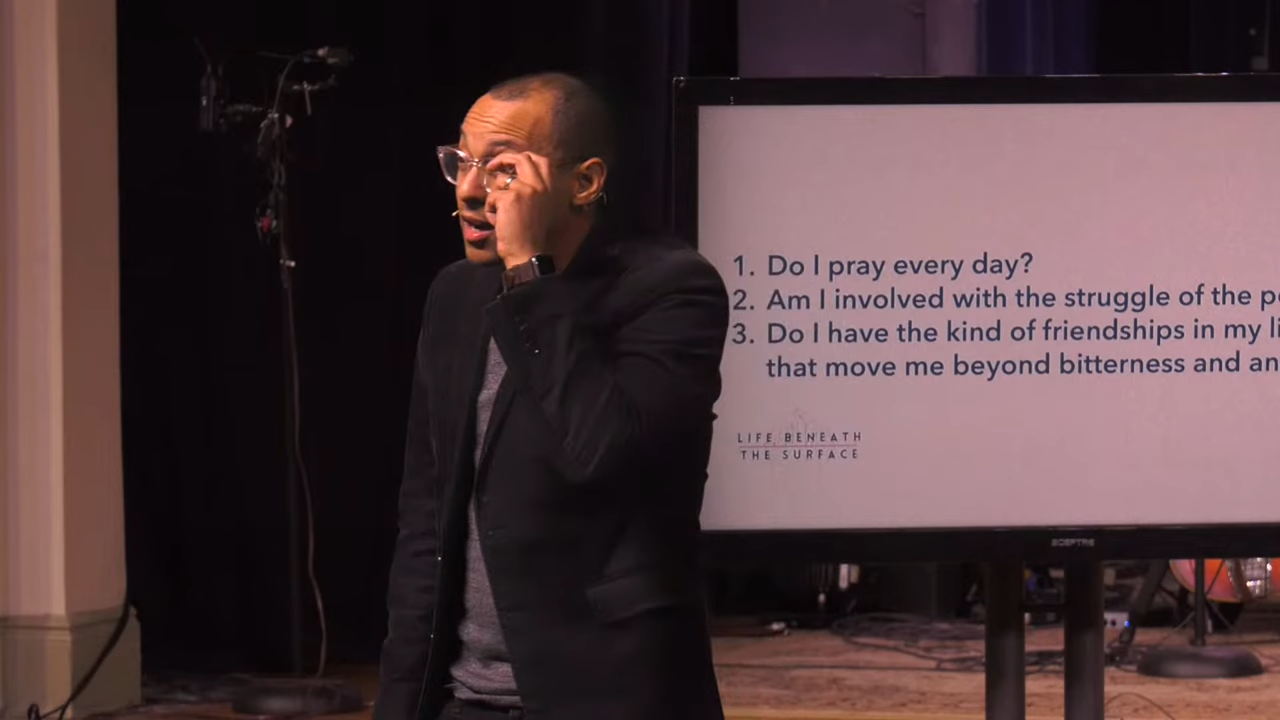 1. Do I pray every day?
2. Am I involved with the struggle of the
3. Do I have the kind of friendships in my
that move me beyond bitterness and
LIFE BENEATH
THE SURFACE
SCEPTRE